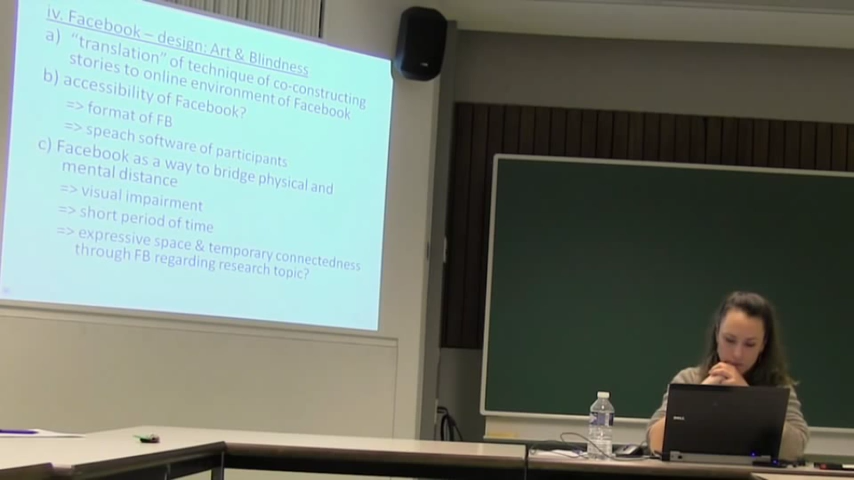 iv. Facebook – design: Art & Blindness
a) "translation" of technique of co-constructing
stories to online environment of Facebook
b) accessibility of Facebook?
=> format of FB
=> speach software of participants
c) Facebook as a way to bridge physical and
mental distance
=> visual impairment
=> short period of time
=> expressive space & temporary connectedness
through FB regarding research topic?
DELL